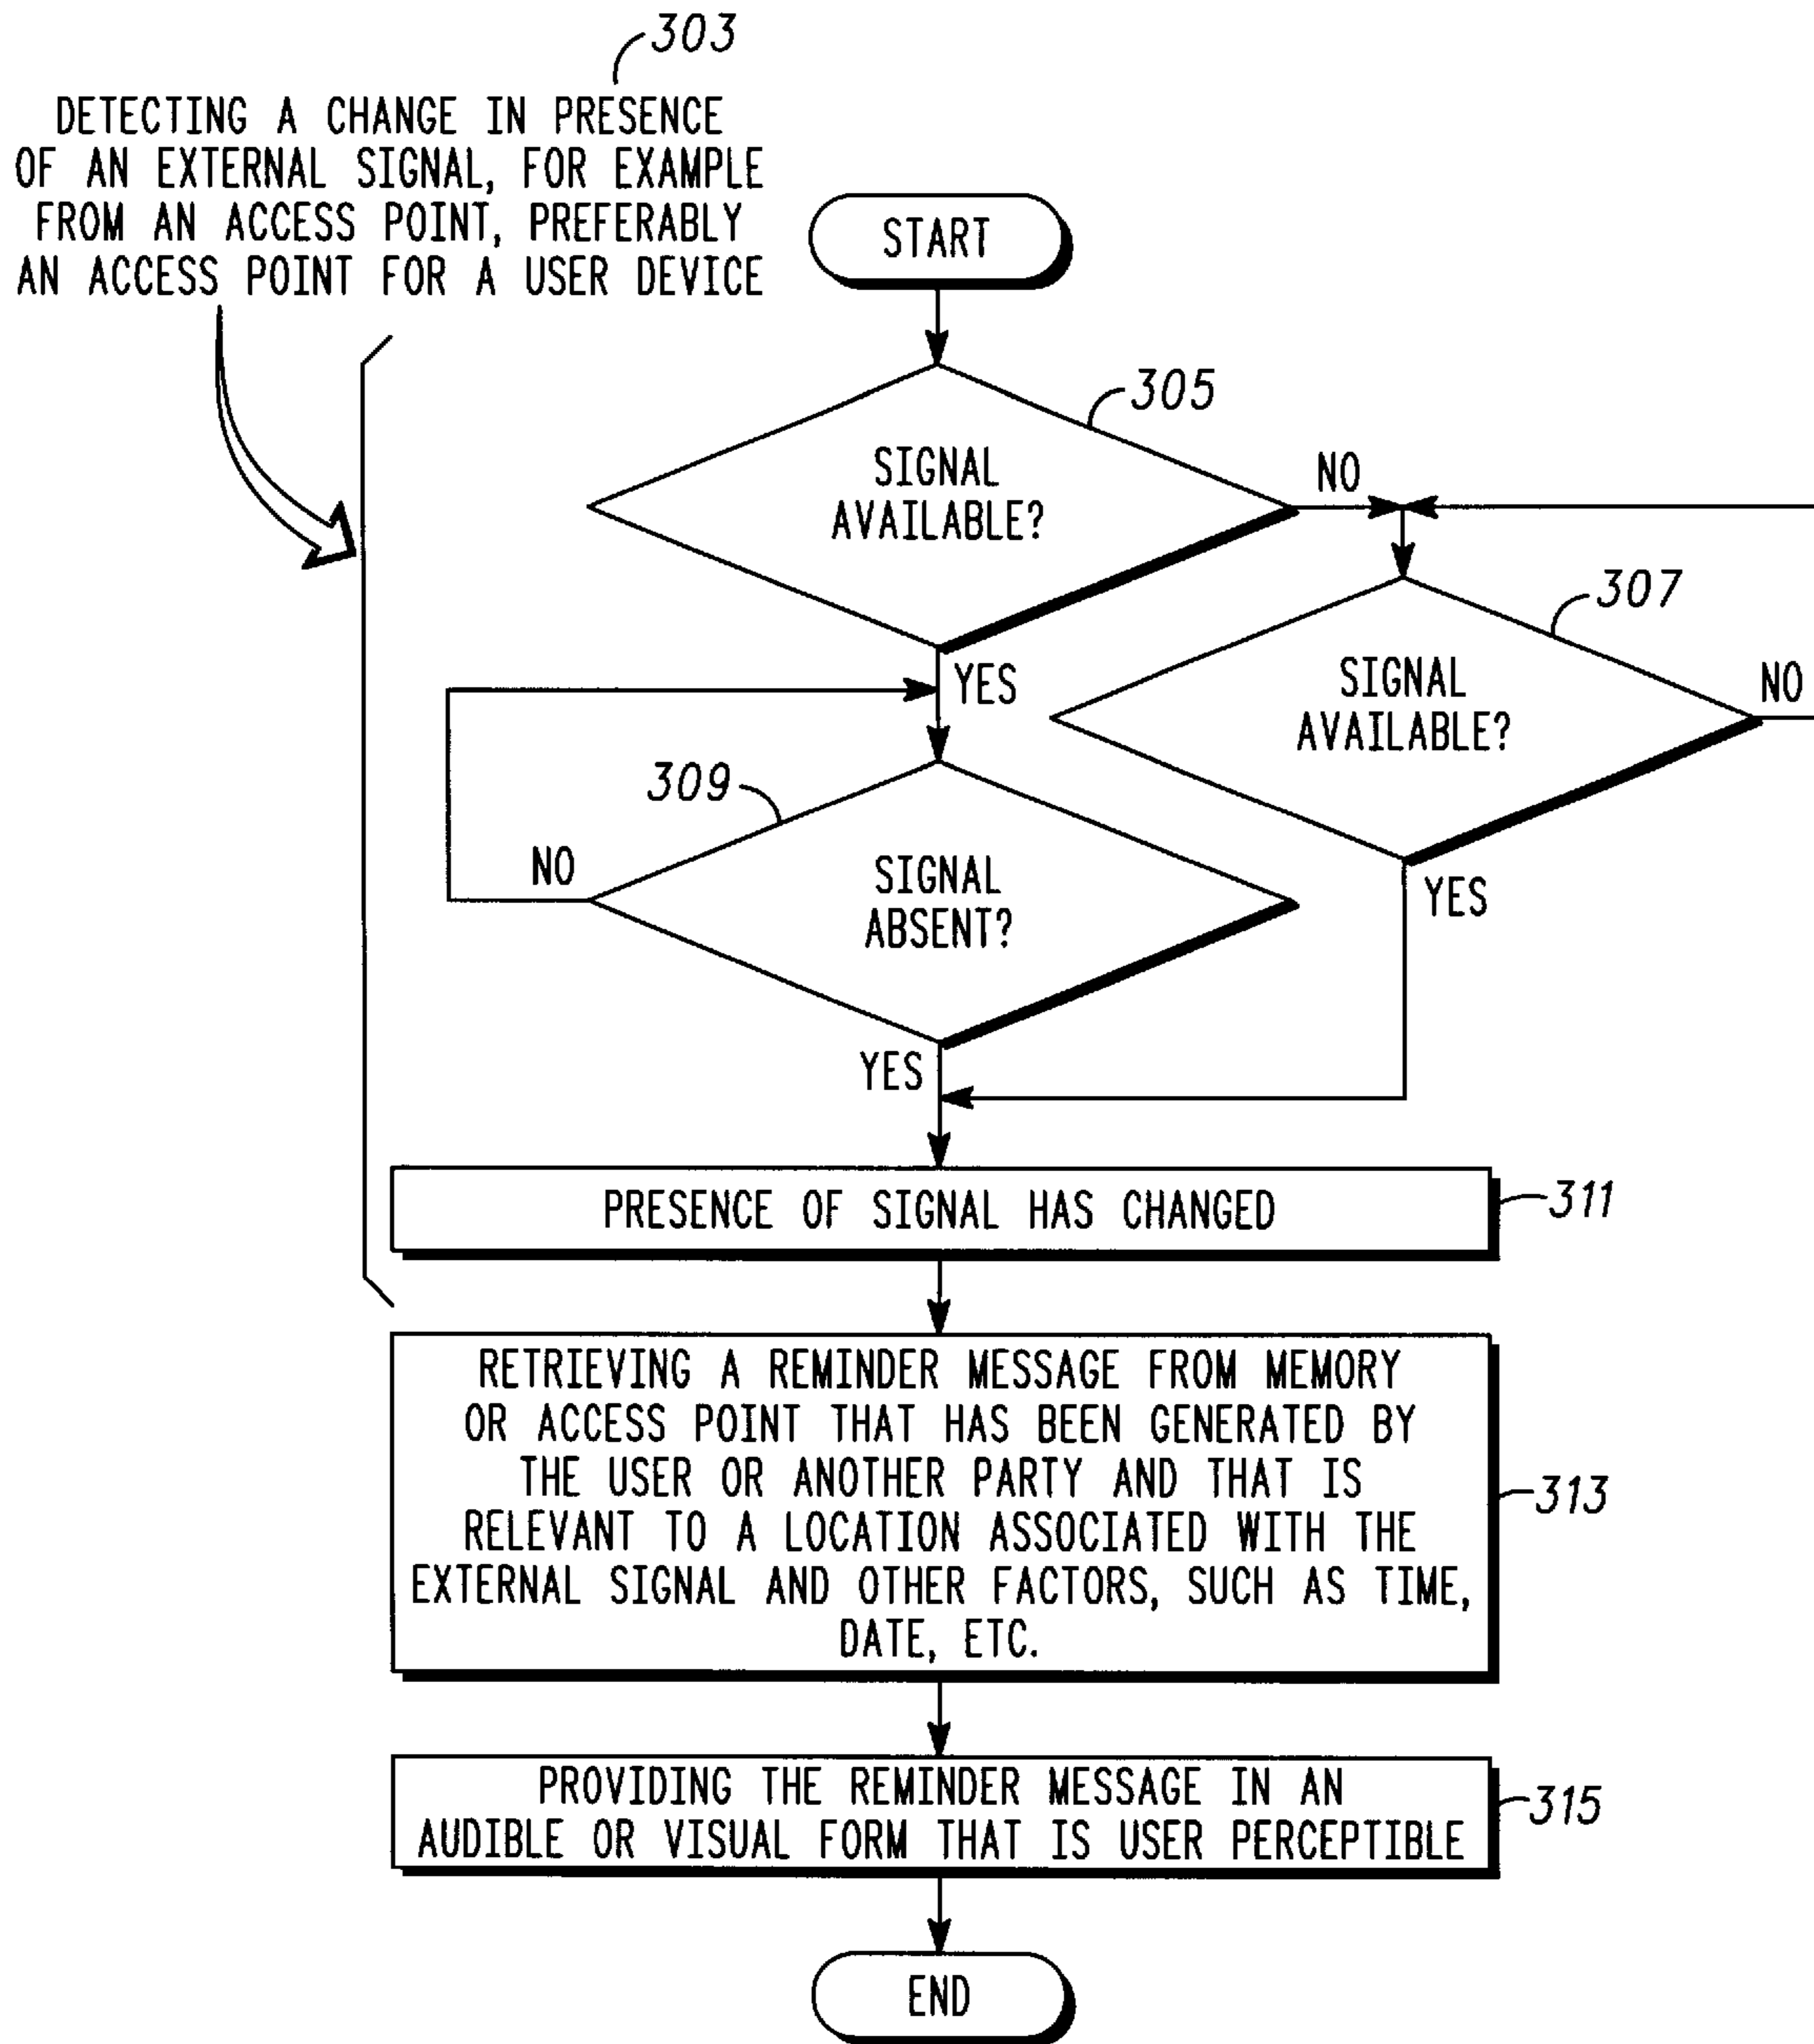 303
DETECTING A CHANGE IN PRESENCE
OF AN EXTERNAL SIGNAL, FOR EXAMPLE
FROM AN ACCESS POINT, PREFERABLY
AN ACCESS POINT FOR A USER DEVICE
START
305
SIGNAL
AVAILABLE?
NO
YES
307
SIGNAL
AVAILABLE?
NO
YES
309
SIGNAL
ABSENT?
NO
YES
PRESENCE OF SIGNAL HAS CHANGED
311
RETRIEVING A REMINDER MESSAGE FROM MEMORY
OR ACCESS POINT THAT HAS BEEN GENERATED BY
THE USER OR ANOTHER PARTY AND THAT IS
RELEVANT TO A LOCATION ASSOCIATED WITH THE
EXTERNAL SIGNAL AND OTHER FACTORS, SUCH AS TIME,
DATE, ETC.
313
PROVIDING THE REMINDER MESSAGE IN AN
AUDIBLE OR VISUAL FORM THAT IS USER PERCEPTIBLE
315
END